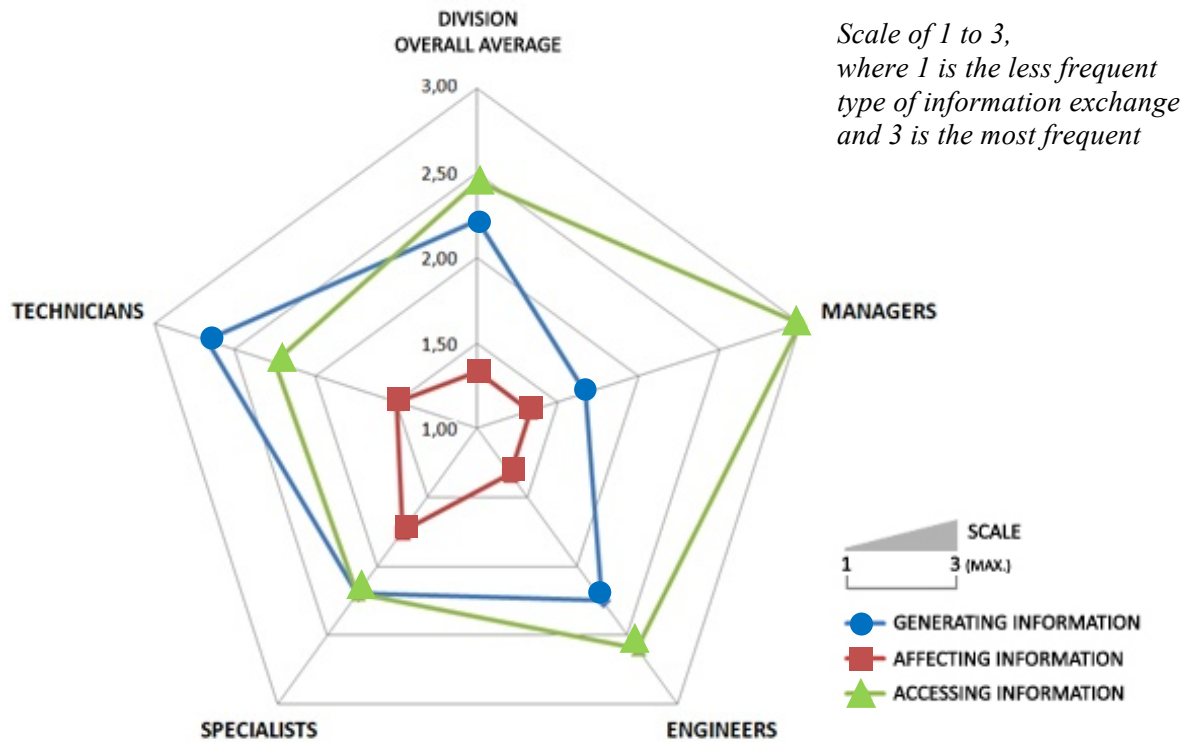 DIVISION
OVERALL AVERAGE
Scale of 1 to 3,
where 1 is the less frequent
type of information exchange
and 3 is the most frequent
3,00
2,50
2,00
1,50
1,00
TECHNICIANS
MANAGERS
SPECIALISTS
ENGINEERS
SCALE
1 3 (MAX.)
GENERATING INFORMATION
AFFECTING INFORMATION
ACCESSING INFORMATION